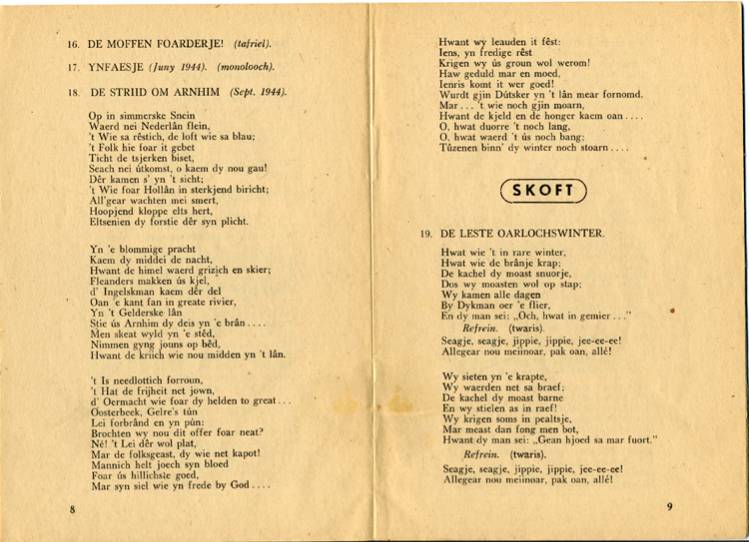 16. DE MOFFEN FOARDERJE! (tafriel).
17. YNFAESJE (Juny 1944). (monolooch).
18. DE STRIID OM ARNHIM (Sept. 1944).
Op in simmerske Snein
Waerd nei Nederlân flein,
't Wie sa rêstich, de loft wie sa blau;
't Folk hie foar it gebet
Ticht de tsjerken biset,
Seach nei útkomst, o kaem dy nou gau!
Dêr kamen s' yn 't sicht;
't Wie foar Hollân in sterkjend biricht;
All'gear wachten mei smert,
Hoopjend kloppe elts hert,
Eltsenien dy forstie dêr syn plicht.
Yn 'e blommige pracht
Kaem dy middei de nacht,
Hwant de himel waerd grizich en skier;
Fleanders makken ús kjel,
d' Ingelskman kaem dêr del
Oan 'e kant fan in greate rivier,
Yn 't Gelderske lân
Stie ús Arnhim dy deis yn 'e brân ....
Men skeat wyld yn 'e stêd,
Nimmen gyng jouns op bêd,
Hwant de kriich wie nou midden yn 't lân.
't Is needlottich forroun,
't Hat de frijheit net jown,
d' Oermacht wie foar dy helden to great...
Oosterbeek, Gelre's tún
Lei forbrând en yn pún:
Brochten wy nou dit offer foar neat?
Né! 't Lei dêr wol plat,
Mar de folksgeast, dy wie net kapot!
Mannich helt joech syn bloed
Foar ús hillichste goed,
Mar syn siel wie yn frede by God ....
8
Hwant wy leauden it fêst:
Iens, yn fredige rêst
Krigen wy ús groun wol werom!
Haw geduld mar en moed,
Ienris komt it wer goed!
Wurdt gjin Dútsker yn 't lân mear fornomd.
Mar... 't wie noch gjin moarn,
Hwant de kjeld en de honger kaem oan ....
O, hwat duorre 't noch lang,
O, hwat waerd 't ús noch bang;
Tûzenen binn' dy winter noch stoarn ....
SKOFT
19. DE LESTE OARLOCHSWINTER.
Hwat wie 't in rare winter,
Hwat wie de brânje krap;
De kachel dy moast snuorje,
Dos wy moasten wol op stap;
Wy kamen alle dagen
By Dykman oer 'e flier,
En dy man sei: „Och, hwat in gemier ..."
Refrein. (twaris).
Seagje, seagje, jippie, jippie, jee-ee-ee!
Allegear nou meiinoar, pak oan, allé!
Wy sieten yn 'e krapte,
Wy waerden net sa braef;
De kachel dy moast barne
En wy stielen as in raef!
Wy krigen soms in pealtsje,
Mar meast dan fong men bot,
Hwant dy man sei: „Gean hjoed sa mar fuort."
Refrein. (twaris).
Seagje, seagje, jippie, jippie, jee-ee-ee!
Allegear nou meiinoar, pak oan, allé!
9